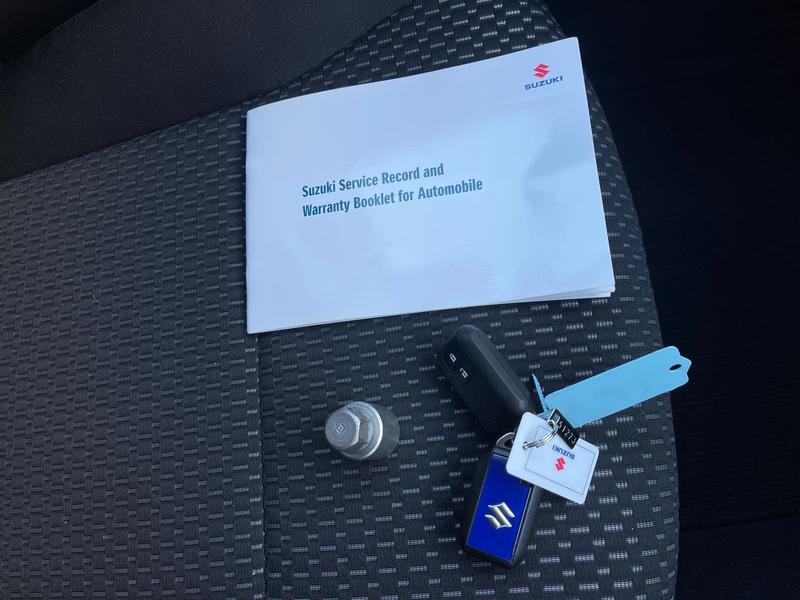 SUZUKI
Suzuki Service Record and
Warranty Booklet for Automobile
SUZUKI